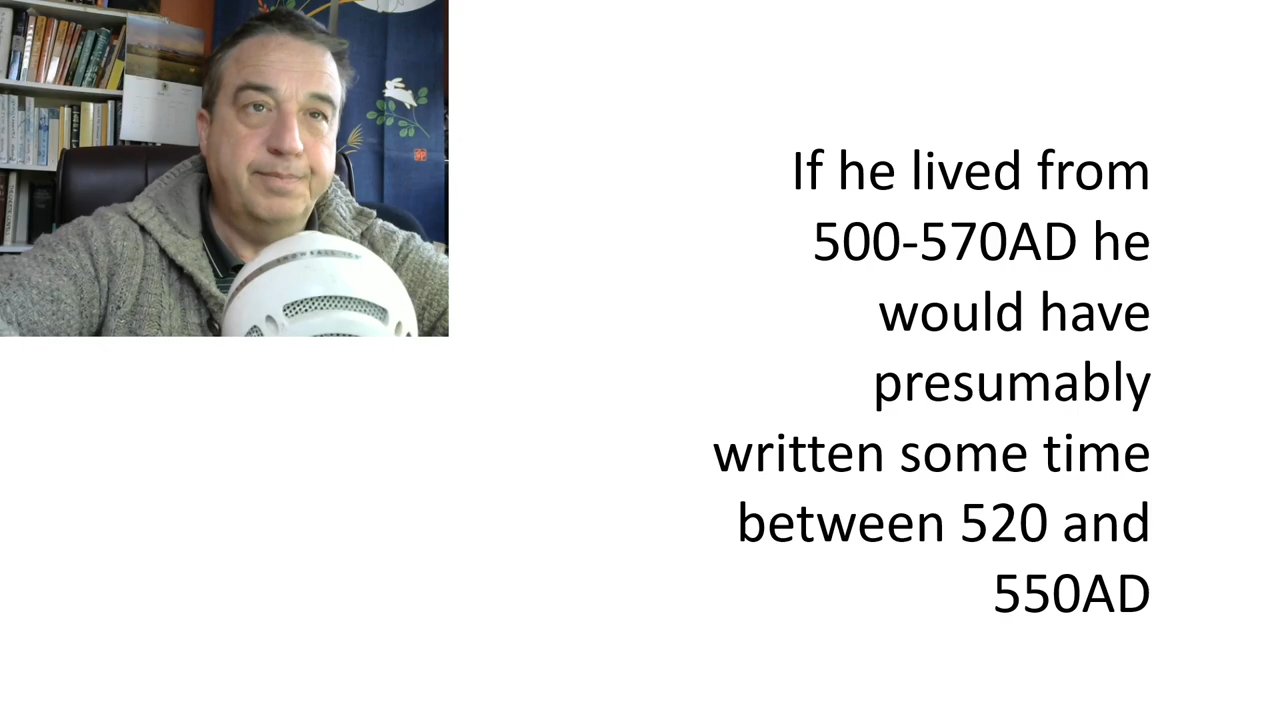 If he lived from
500-570AD he
would have
presumably
written some time
between 520 and
550AD